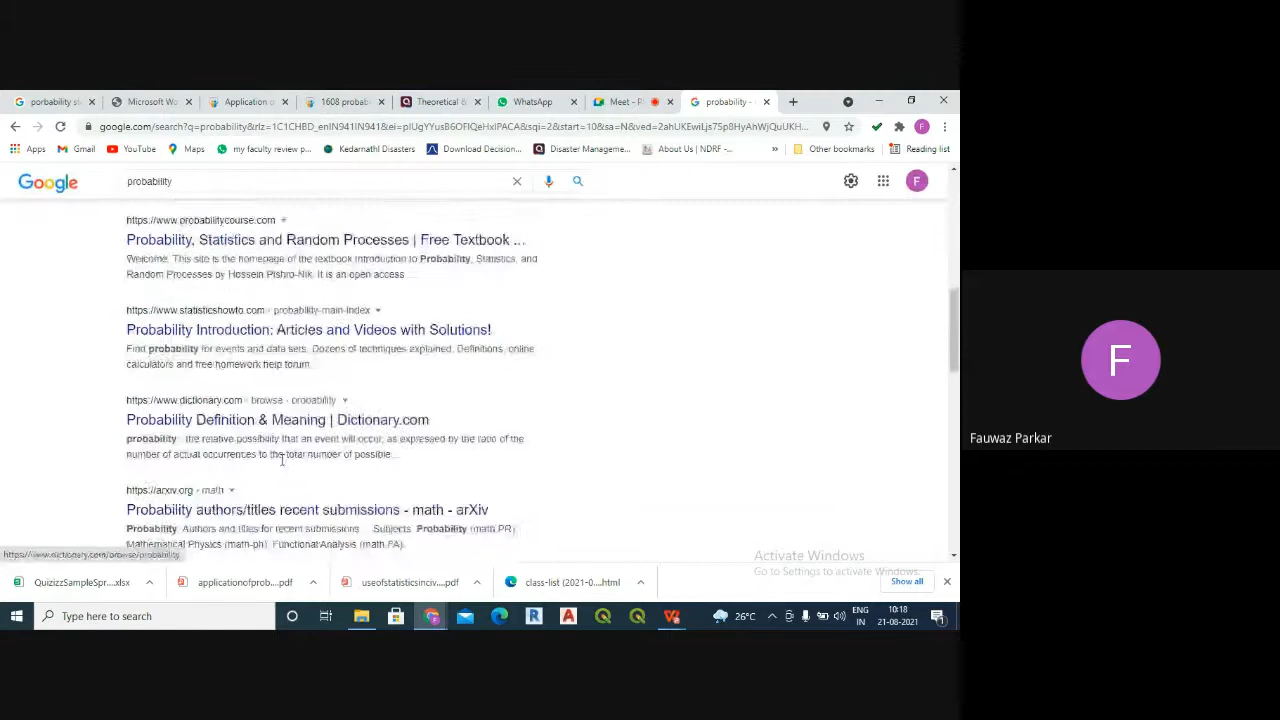 porbability st
Microsoft Wo
Application o
1608 probab
Theoretical &
WhatsApp
Meet - P
probability -
google.com/search?q=probability&rlz=1C1CHBD_enIN941IN941&ei=
Apps
Gmail
YouTube
Maps
my faculty review p...
Kedarnath| Disasters
Download Decision...
Disaster Manageme...
About Us | NDRF -...
»
Other bookmarks
Reading list
Google
probability
F
https://www.probabilitycourse.com
Probability, Statistics and Random Processes | Free Textbook ...
Welcome. This site is the homepage of the textbook Introduction to Probability, Statistics, and
Random Processes by Hossein Pishro-Nik. It is an open access ...
https://www.statisticshowto.com › probability-main-index
Probability Introduction: Articles and Videos with Solutions!
Find probability for events and data sets. Dozens of techniques explained. Definitions, online
calculators and free homework help forum.
https://www.dictionary.com › browse › probability
Probability Definition & Meaning | Dictionary.com
probability · the relative possibility that an event will occur, as expressed by the ratio of the
number of actual occurrences to the total number of possible ...
https://arxiv.org › math
Probability authors/titles recent submissions - math - arXiv
Probability. Authors and titles for recent submissions ... Subjects: Probability (math.PR);
Mathematical Physics (math-ph); Functional Analysis (math.FA).
https://www.dictionary.com/browse/probability
Activate Windows
Go to Settings to activate Windows.
QuizizzSampleSpr....xlsx
applicationofprob....pdf
useofstatisticsinciv....pdf
class-list (2021-0....html
Show all
Type here to search
26°C
ENG
IN
10:18
21-08-2021
F
Fauwaz Parkar